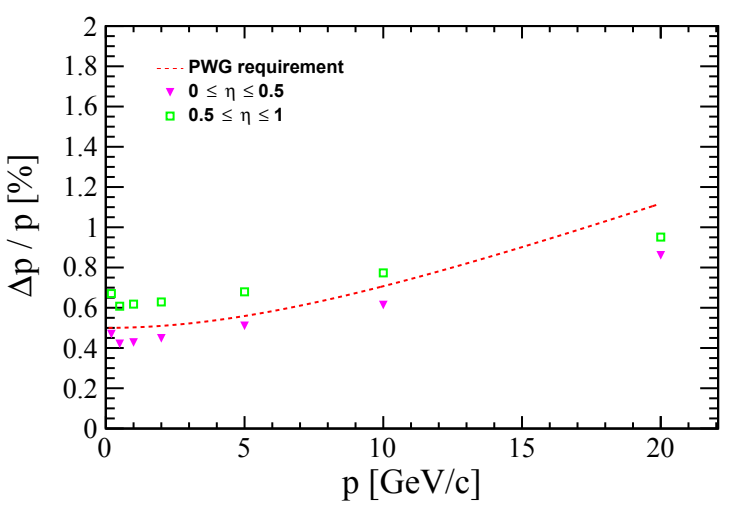 2
1.8
1.6
1.4
1.2
1
0.8
0.6
0.4
0.2
0
Δp / p [%]
PWG requirement
0 ≤ η ≤ 0.5
0.5 ≤ η ≤ 1
0 5 10 15 20
p [GeV/c]